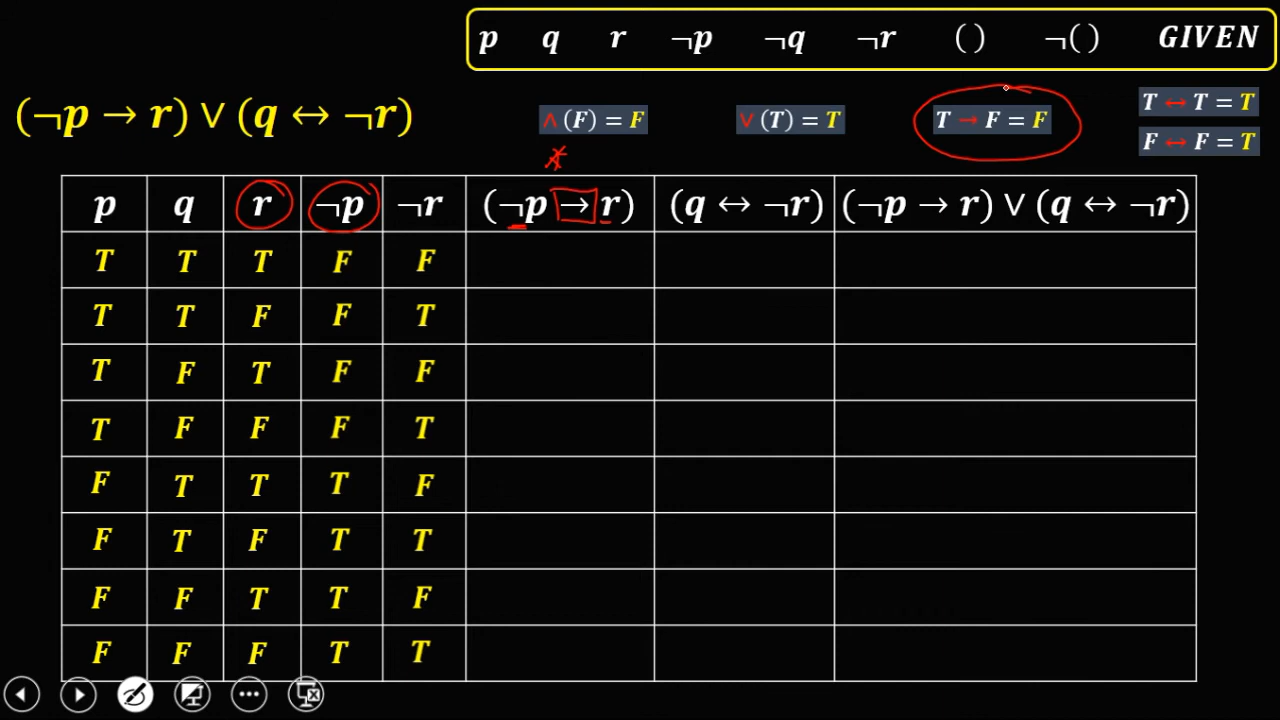 p q r ¬p ¬q ¬r ( ) ¬( ) GIVEN
(¬p → r) ∨ (q ↔ ¬r)
∧ (F) = F
∨ (T) = T
T → F = F
T ↔ T = T
F ↔ F = T
p q r ¬p ¬r (¬p → r) (q ↔ ¬r) (¬p → r) ∨ (q ↔ ¬r)
T T T F F
T T F F T
T F T F F
T F F F T
F T T T F
F T F T T
F F T T F
F F F T T